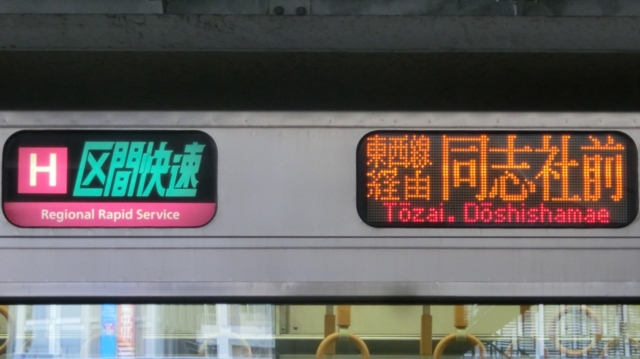 H 区間快速
Regional Rapid Service
東西線経由 同志社前
Tōzai. Dōshishamae